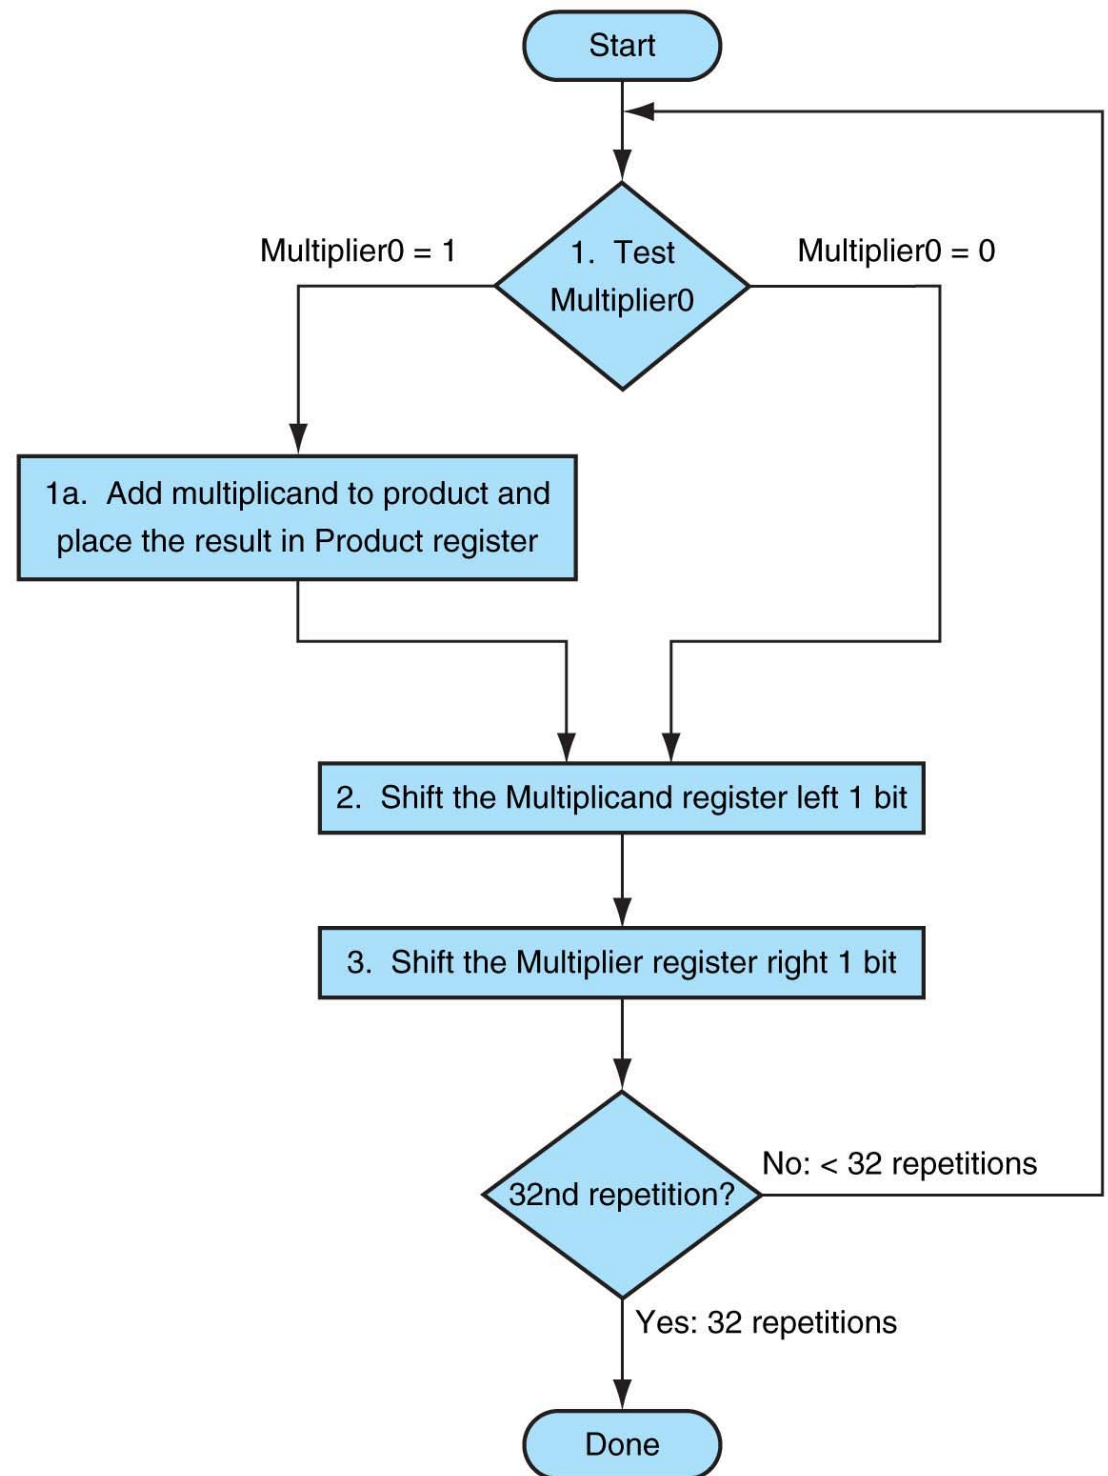 Start
Multiplier0 = 1
1. Test
Multiplier0
Multiplier0 = 0
1a. Add multiplicand to product and
place the result in Product register
2. Shift the Multiplicand register left 1 bit
3. Shift the Multiplier register right 1 bit
32nd repetition?
No: < 32 repetitions
Yes: 32 repetitions
Done